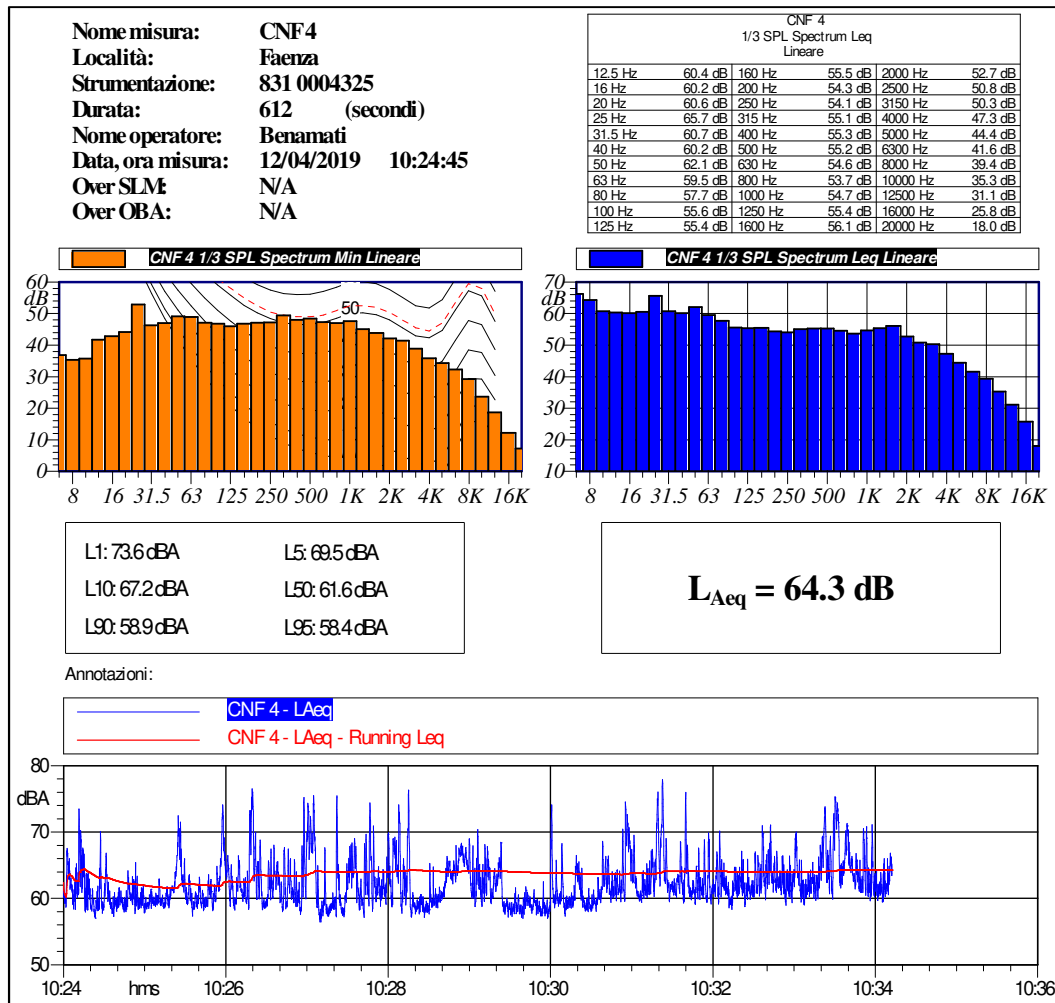 Nome misura: CNF 4
Località: Faenza
Strumentazione: 831 0004325
Durata: 612 (secondi)
Nome operatore: Benamati
Data, ora misura: 12/04/2019 10:24:45
Over SLM: N/A
Over OBA: N/A
CNF 4
1/3 SPL Spectrum Leq
Lineare
12.5 Hz 60.4 dB 160 Hz 55.5 dB 2000 Hz 52.7 dB
16 Hz 60.2 dB 200 Hz 54.3 dB 2500 Hz 50.8 dB
20 Hz 60.6 dB 250 Hz 54.1 dB 3150 Hz 50.3 dB
25 Hz 65.7 dB 315 Hz 55.1 dB 4000 Hz 47.3 dB
31.5 Hz 60.7 dB 400 Hz 55.3 dB 5000 Hz 44.4 dB
40 Hz 60.2 dB 500 Hz 55.2 dB 6300 Hz 41.6 dB
50 Hz 62.1 dB 630 Hz 54.6 dB 8000 Hz 39.4 dB
63 Hz 59.5 dB 800 Hz 53.7 dB 10000 Hz 35.3 dB
80 Hz 57.7 dB 1000 Hz 54.7 dB 12500 Hz 31.1 dB
100 Hz 55.6 dB 1250 Hz 55.4 dB 16000 Hz 25.8 dB
125 Hz 55.4 dB 1600 Hz 56.1 dB 20000 Hz 18.0 dB
CNF 4 1/3 SPL Spectrum Min Lineare
60
dB
50
40
30
20
10
0
50
8 16 31.5 63 125 250 500 1K 2K 4K 8K 16K
CNF 4 1/3 SPL Spectrum Leq Lineare
70
dB
60
50
40
30
20
10
8 16 31.5 63 125 250 500 1K 2K 4K 8K 16K
L1: 73.6 dBA L5: 69.5 dBA
L10: 67.2 dBA L50: 61.6 dBA
L90: 58.9 dBA L95: 58.4 dBA
LAeq = 64.3 dB
Annotazioni:
CNF 4 - LAeq
CNF 4 - LAeq - Running Leq
80
dBA
70
60
50
10:24 hms 10:26 10:28 10:30 10:32 10:34 10:36